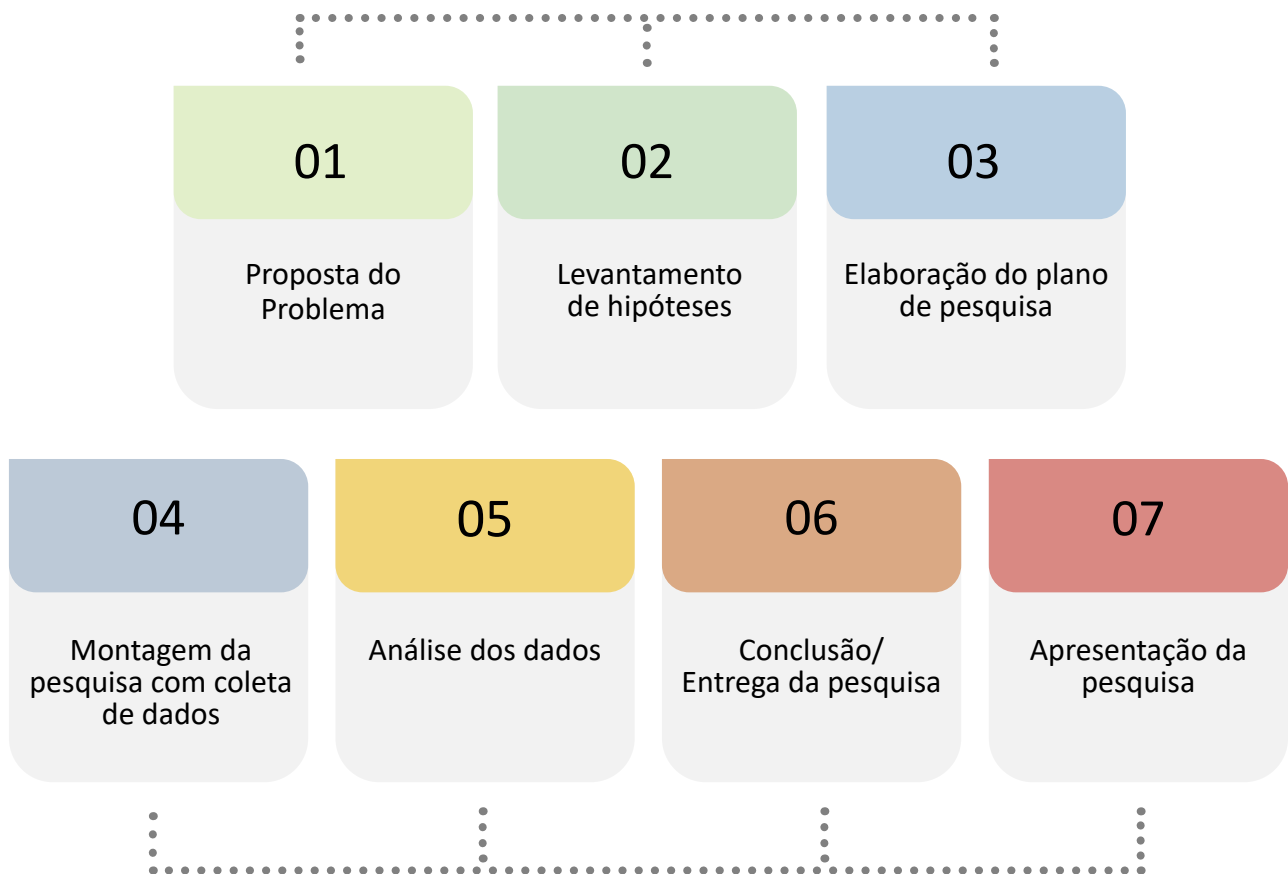 01
Proposta do
Problema
02
Levantamento
de hipóteses
03
Elaboração do plano
de pesquisa
04
Montagem da
pesquisa com coleta
de dados
05
Análise dos dados
06
Conclusão/
Entrega da pesquisa
07
Apresentação da
pesquisa